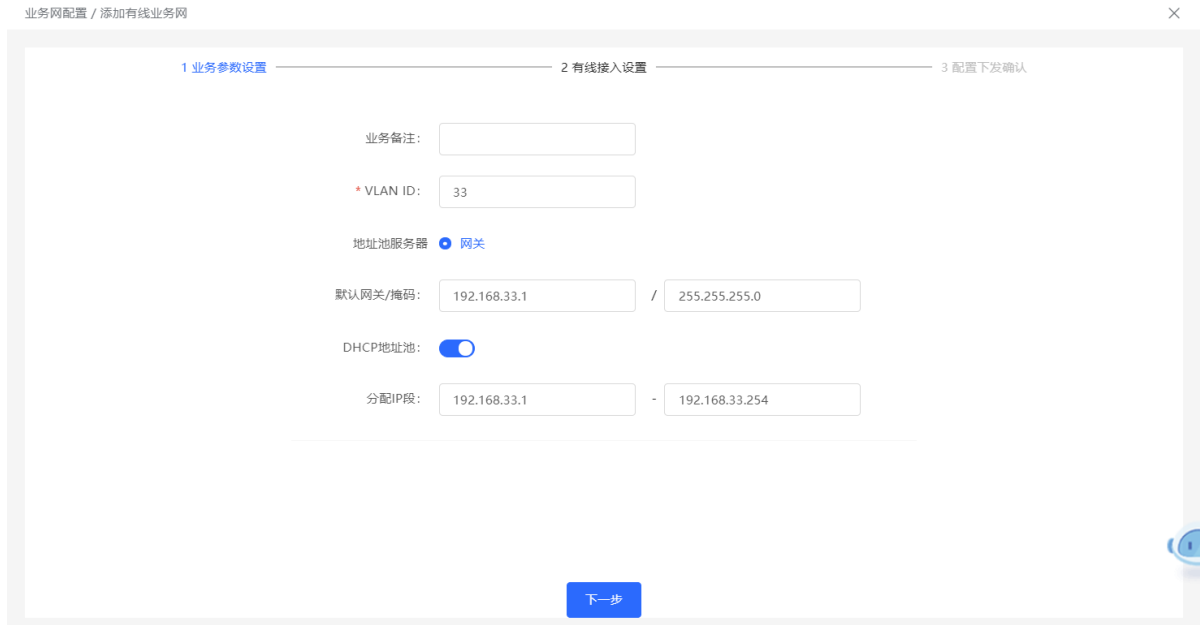 业务网配置 / 添加有线业务网
1 业务参数设置 2 有线接入设置 3 配置下发确认
业务备注：
* VLAN ID： 33
地址池服务器 网关
默认网关/掩码： 192.168.33.1 / 255.255.255.0
DHCP地址池：
分配IP段： 192.168.33.1 - 192.168.33.254
下一步